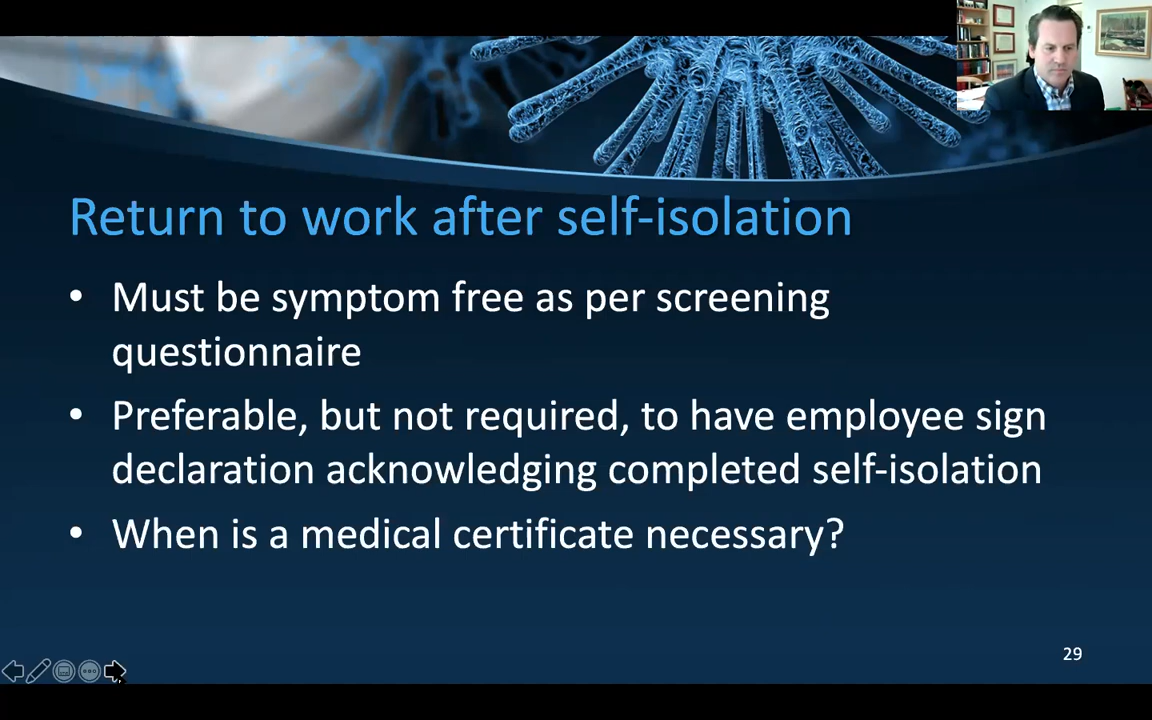 Return to work after self-isolation
• Must be symptom free as per screening
questionnaire
• Preferable, but not required, to have employee sign
declaration acknowledging completed self-isolation
• When is a medical certificate necessary?
29